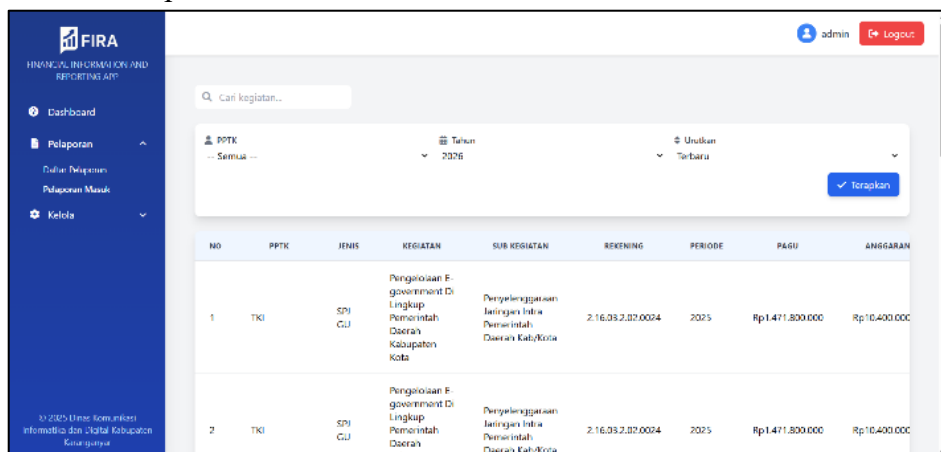 FIRA
FINANCIAL INFORMATION AND
REPORTING APP
Dashboard
Pelaporan
Daftar Pelaporan
Pelaporan Masuk
Kelola
© 2025 Dinas Komunikasi
Informatika dan Digital Kabupaten
Karanganyar
admin
Logout
Cari kegiatan...
PPTK
-- Semua --
Tahun
2026
Urutkan
Terbaru
Terapkan
NO PPTK JENIS KEGIATAN SUB KEGIATAN REKENING PERIODE PAGU ANGGARAN
1 TKI SPJ GU Pengelolaan E-government Di Lingkup Pemerintah Daerah Kabupaten Kota Penyelenggaraan Jaringan Intra Pemerintah Daerah Kab/Kota 2.16.03.2.02.0024 2025 Rp1.471.800.000 Rp10.400.000
2 TKI SPJ GU Pengelolaan E-government Di Lingkup Pemerintah Daerah Penyelenggaraan Jaringan Intra Pemerintah Daerah Kab/Kota 2.16.03.2.02.0024 2025 Rp1.471.800.000 Rp10.400.000